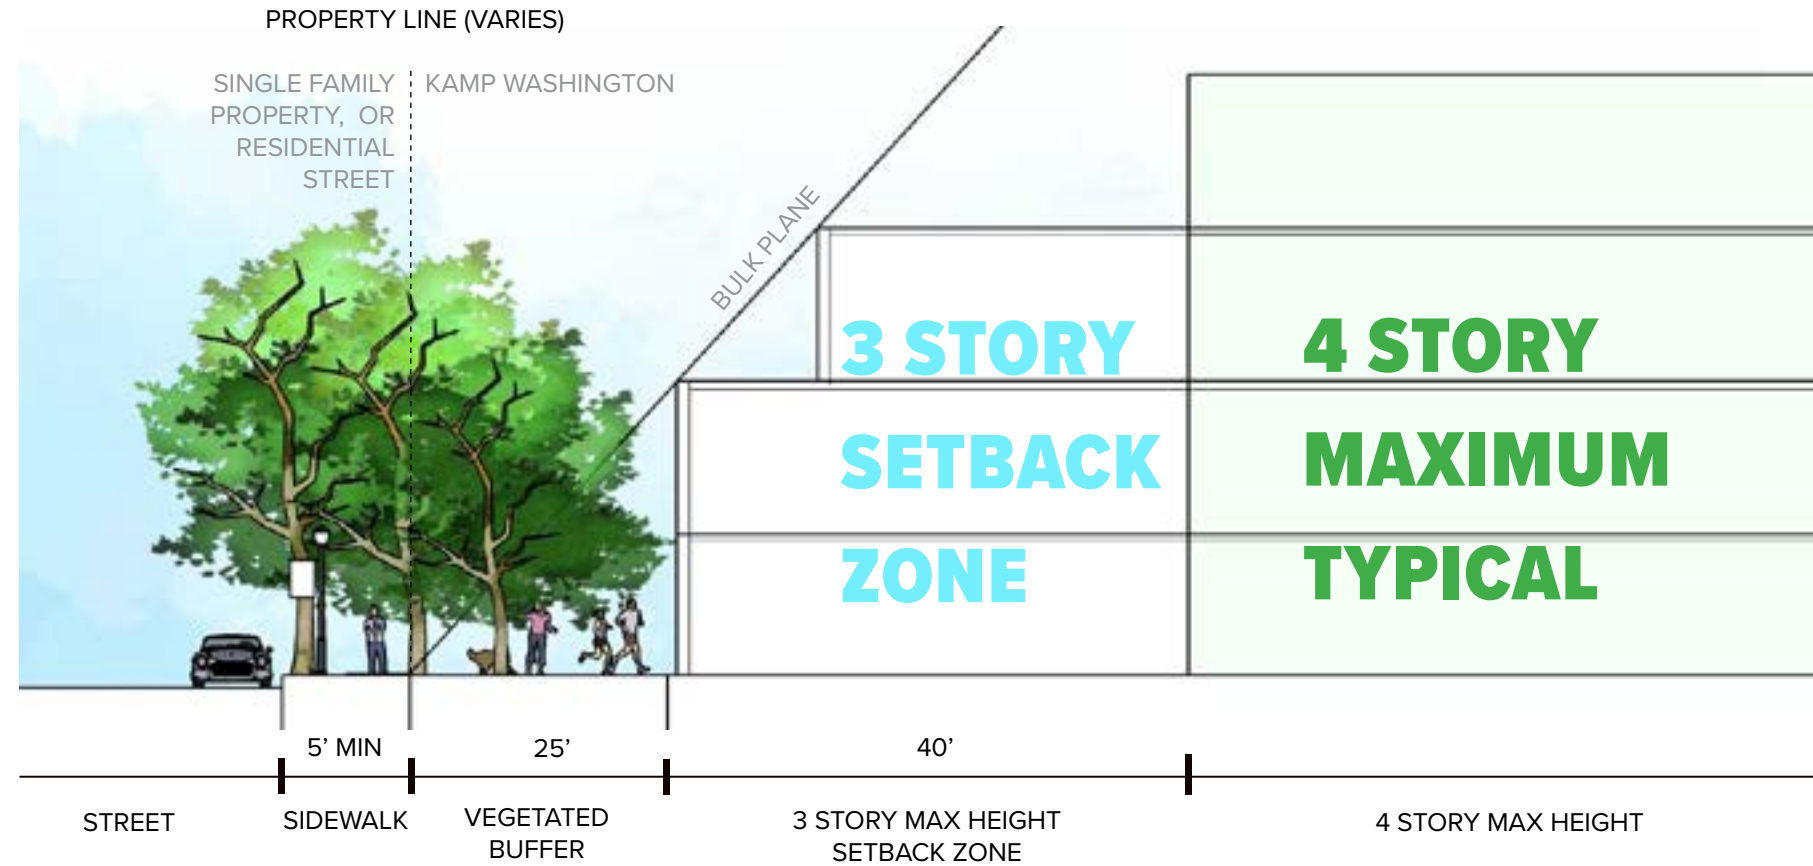 PROPERTY LINE (VARIES)
SINGLE FAMILY
PROPERTY, OR
RESIDENTIAL
STREET
KAMP WASHINGTON
BULK PLANE
3 STORY
SETBACK
ZONE
4 STORY
MAXIMUM
TYPICAL
5’ MIN
25’
40’
STREET
SIDEWALK
VEGETATED
BUFFER
3 STORY MAX HEIGHT
SETBACK ZONE
4 STORY MAX HEIGHT